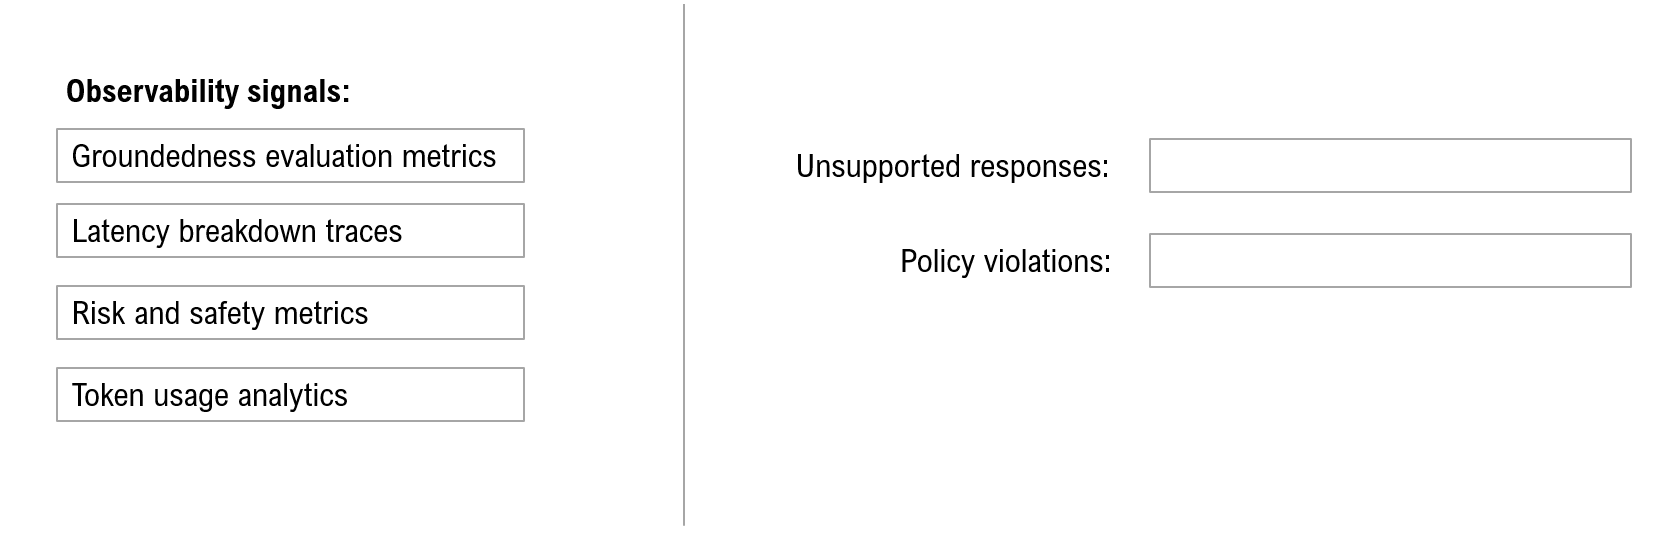 Observability signals:
Groundedness evaluation metrics
Latency breakdown traces
Risk and safety metrics
Token usage analytics
Unsupported responses:
Policy violations: